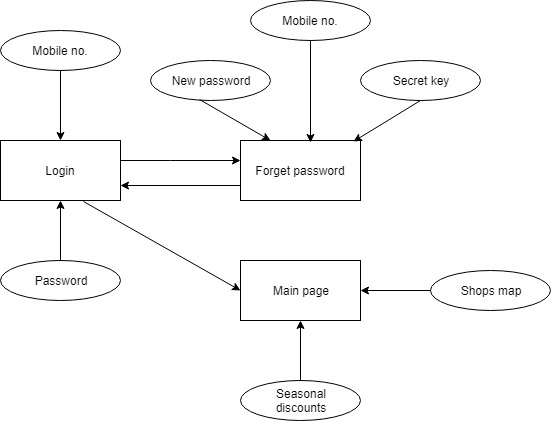 Mobile no.
Mobile no.
New password
Secret key
Login
Forget password
Password
Main page
Shops map
Seasonal
discounts